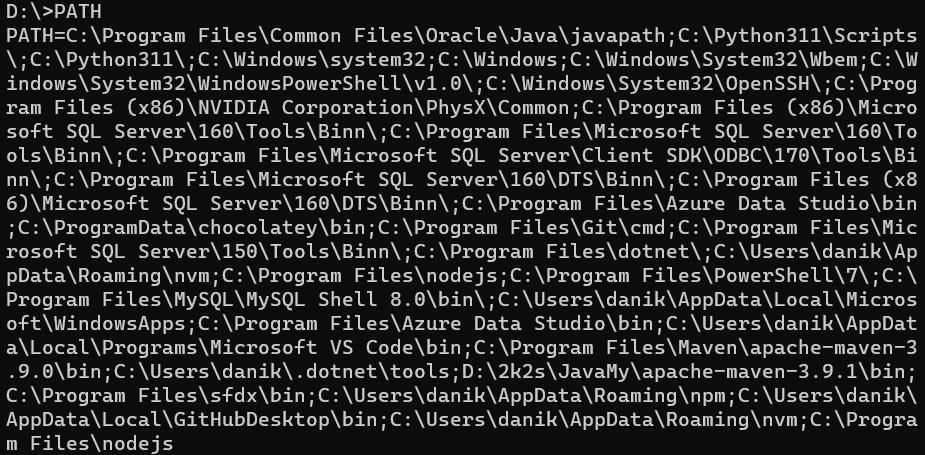 D:\>PATH
PATH=C:\Program Files\Common Files\Oracle\Java\javapath;C:\Python311\Scripts
\;C:\Python311\;C:\Windows\system32;C:\Windows;C:\Windows\System32\Wbem;C:\W
indows\System32\WindowsPowerShell\v1.0\;C:\Windows\System32\OpenSSH\;C:\Prog
ram Files (x86)\NVIDIA Corporation\PhysX\Common;C:\Program Files (x86)\Micro
soft SQL Server\160\Tools\Binn\;C:\Program Files\Microsoft SQL Server\160\To
ols\Binn\;C:\Program Files\Microsoft SQL Server\Client SDK\ODBC\170\Tools\Bi
nn\;C:\Program Files\Microsoft SQL Server\160\DTS\Binn\;C:\Program Files (x8
6)\Microsoft SQL Server\160\DTS\Binn\;C:\Program Files\Azure Data Studio\bin
;C:\ProgramData\chocolatey\bin;C:\Program Files\Git\cmd;C:\Program Files\Mic
rosoft SQL Server\150\Tools\Binn\;C:\Program Files\dotnet\;C:\Users\danik\Ap
pData\Roaming\nvm;C:\Program Files\nodejs;C:\Program Files\PowerShell\7\;C:\
Program Files\MySQL\MySQL Shell 8.0\bin\;C:\Users\danik\AppData\Local\Micros
oft\WindowsApps;C:\Program Files\Azure Data Studio\bin;C:\Users\danik\AppDat
a\Local\Programs\Microsoft VS Code\bin;C:\Program Files\Maven\apache-maven-3
.9.0\bin;C:\Users\danik\.dotnet\tools;D:\2k2s\JavaMy\apache-maven-3.9.1\bin;
C:\Program Files\sfdx\bin;C:\Users\danik\AppData\Roaming\npm;C:\Users\danik\
AppData\Local\GitHubDesktop\bin;C:\Users\danik\AppData\Roaming\nvm;C:\Progra
m Files\nodejs